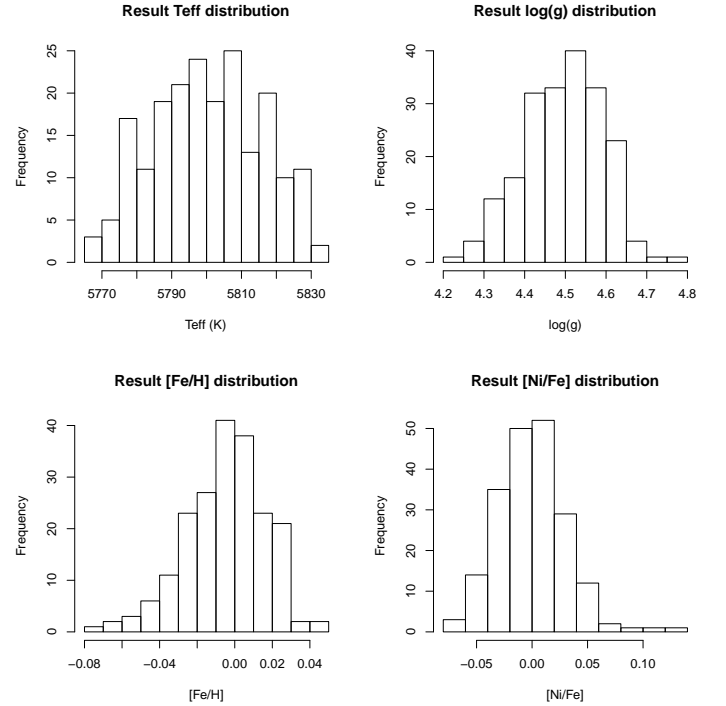 Result Teff distribution
Frequency
0
5
10
15
20
25
5770 5790 5810 5830
Teff (K)
Result log(g) distribution
Frequency
0
10
20
30
40
4.2 4.3 4.4 4.5 4.6 4.7 4.8
log(g)
Result [Fe/H] distribution
Frequency
0
10
20
30
40
−0.08 −0.04 0.00 0.02 0.04
[Fe/H]
Result [Ni/Fe] distribution
Frequency
0
10
20
30
40
50
−0.05 0.00 0.05 0.10
[Ni/Fe]